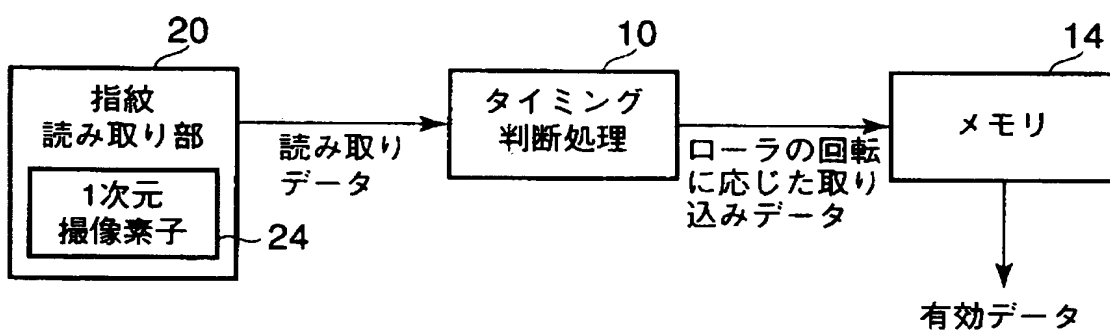 20
指紋
読み取り部
1次元
撮像素子
24
読み取り
データ
10
タイミング
判断処理
ローラの回転
に応じた取り
込みデータ
14
メモリ
有効データ